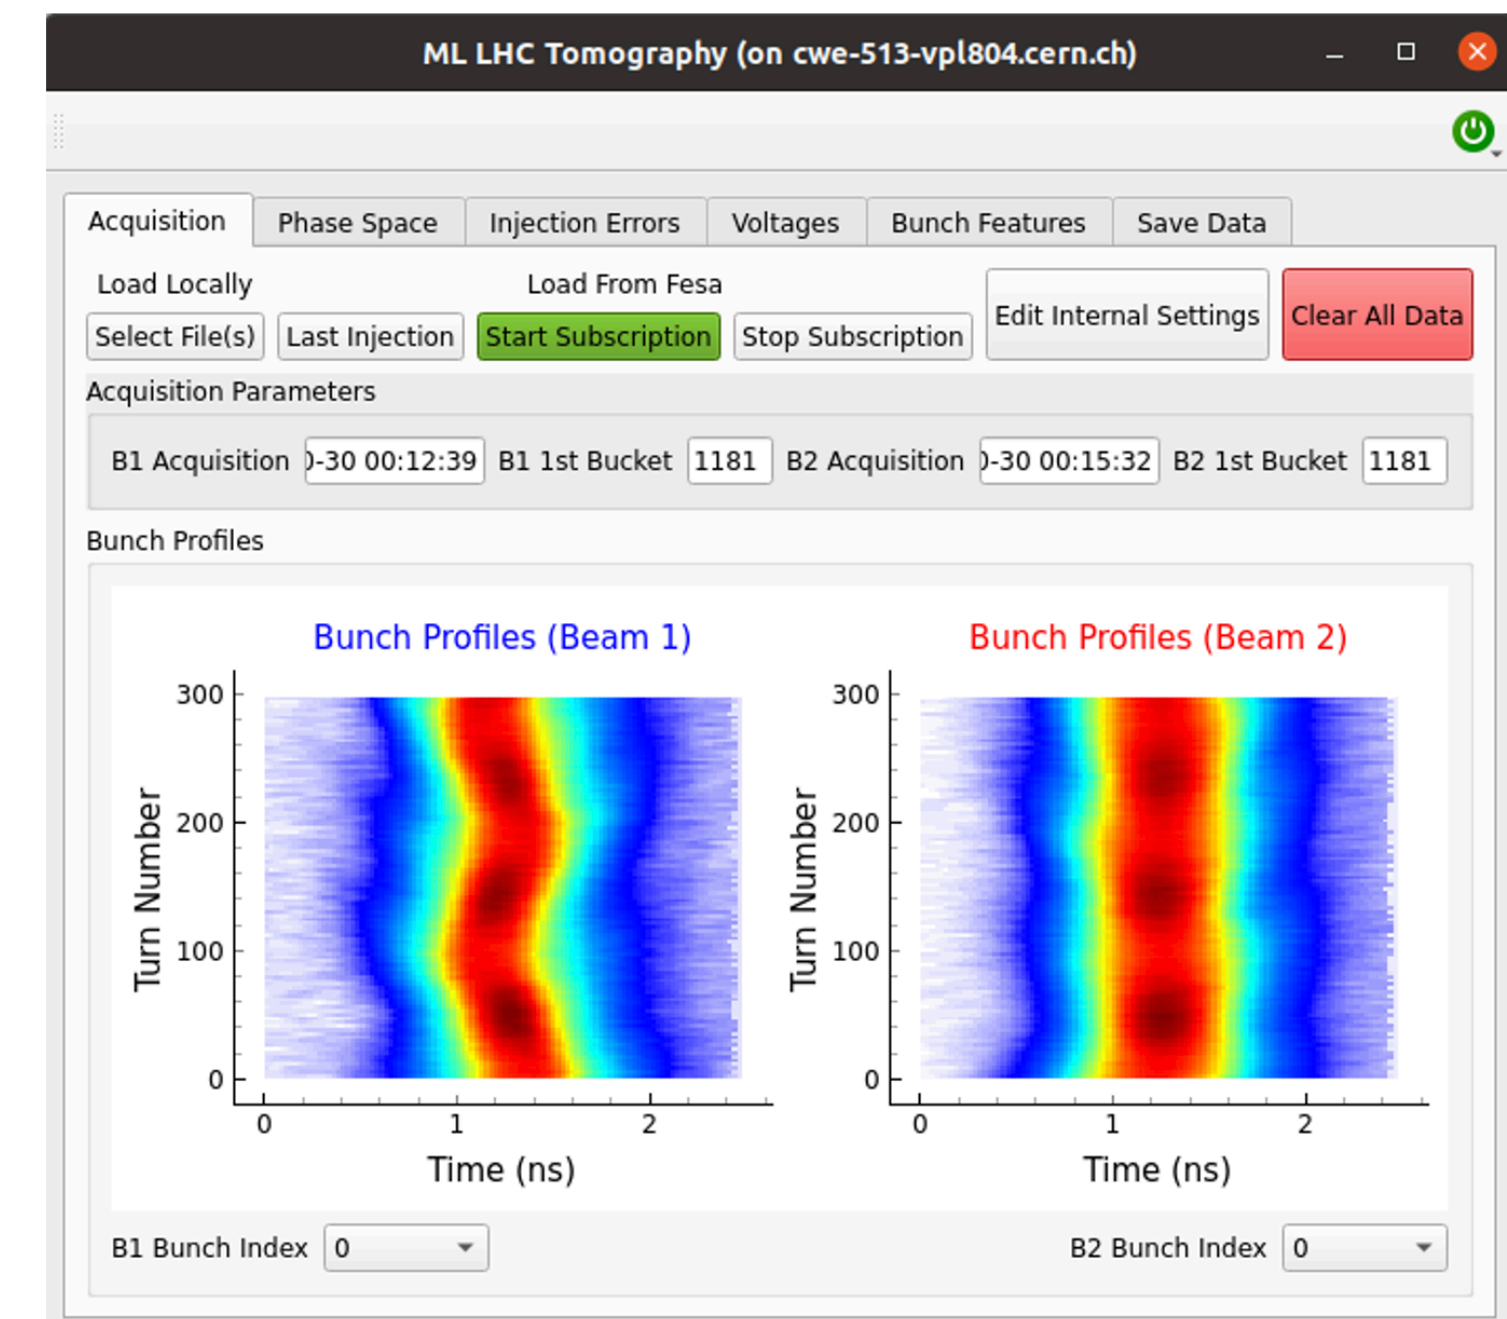 ML LHC Tomography (on cwe-513-vpl804.cern.ch)
Acquisition Phase Space Injection Errors Voltages Bunch Features Save Data
Load Locally Load From Fesa
Select File(s) Last Injection Start Subscription Stop Subscription Edit Internal Settings Clear All Data
Acquisition Parameters
B1 Acquisition 0-30 00:12:39 B1 1st Bucket 1181 B2 Acquisition 0-30 00:15:32 B2 1st Bucket 1181
Bunch Profiles
Bunch Profiles (Beam 1) Bunch Profiles (Beam 2)
300
200
100
0
Turn Number
0 1 2
Time (ns)
300
200
100
0
Turn Number
0 1 2
Time (ns)
B1 Bunch Index 0 B2 Bunch Index 0